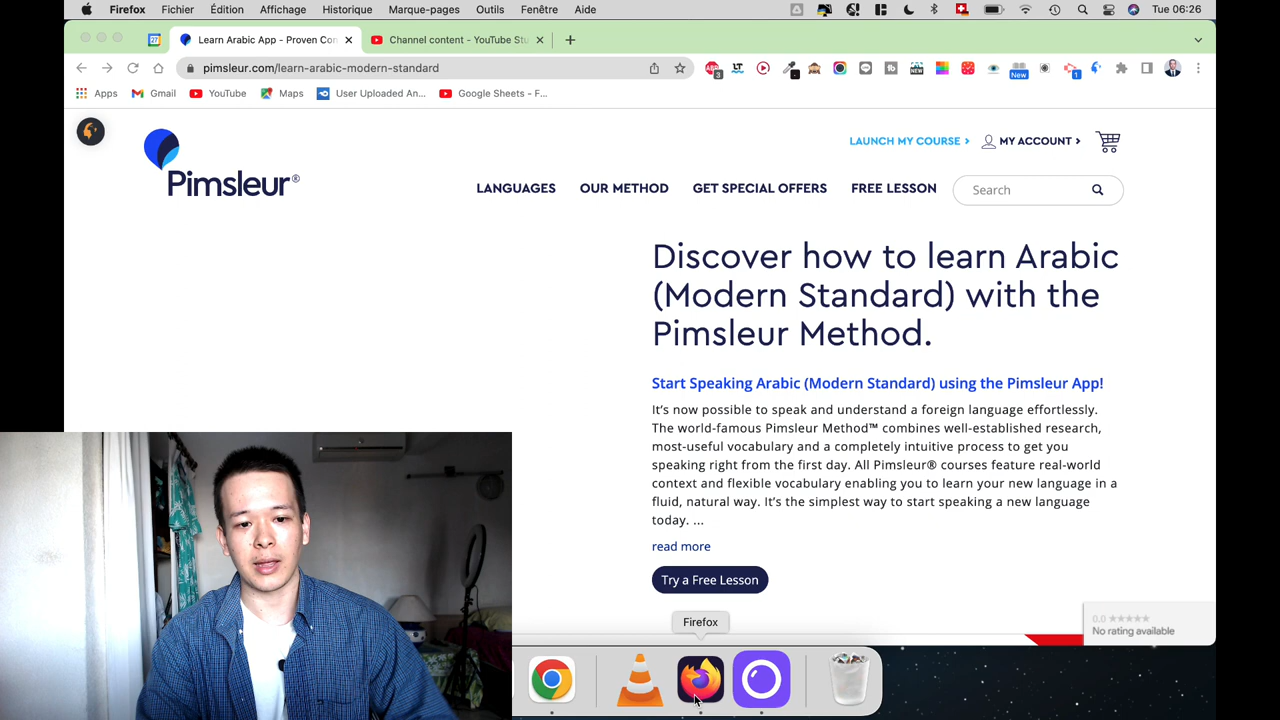 Firefox Fichier Édition Affichage Historique Marque-pages Outils Fenêtre Aide Tue 06:26
Learn Arabic App - Proven Con
Channel content - YouTube Stu
pimsleur.com/learn-arabic-modern-standard
Apps Gmail YouTube Maps User Uploaded An... Google Sheets - F...
Pimsleur®
LAUNCH MY COURSE > MY ACCOUNT >
LANGUAGES OUR METHOD GET SPECIAL OFFERS FREE LESSON Search
Discover how to learn Arabic
(Modern Standard) with the
Pimsleur Method.
Start Speaking Arabic (Modern Standard) using the Pimsleur App!
It's now possible to speak and understand a foreign language effortlessly.
The world-famous Pimsleur Method™ combines well-established research,
most-useful vocabulary and a completely intuitive process to get you
speaking right from the first day. All Pimsleur® courses feature real-world
context and flexible vocabulary enabling you to learn your new language in a
fluid, natural way. It's the simplest way to start speaking a new language
today. ...
read more
Try a Free Lesson
0.0 ★★★★★
No rating available
Firefox